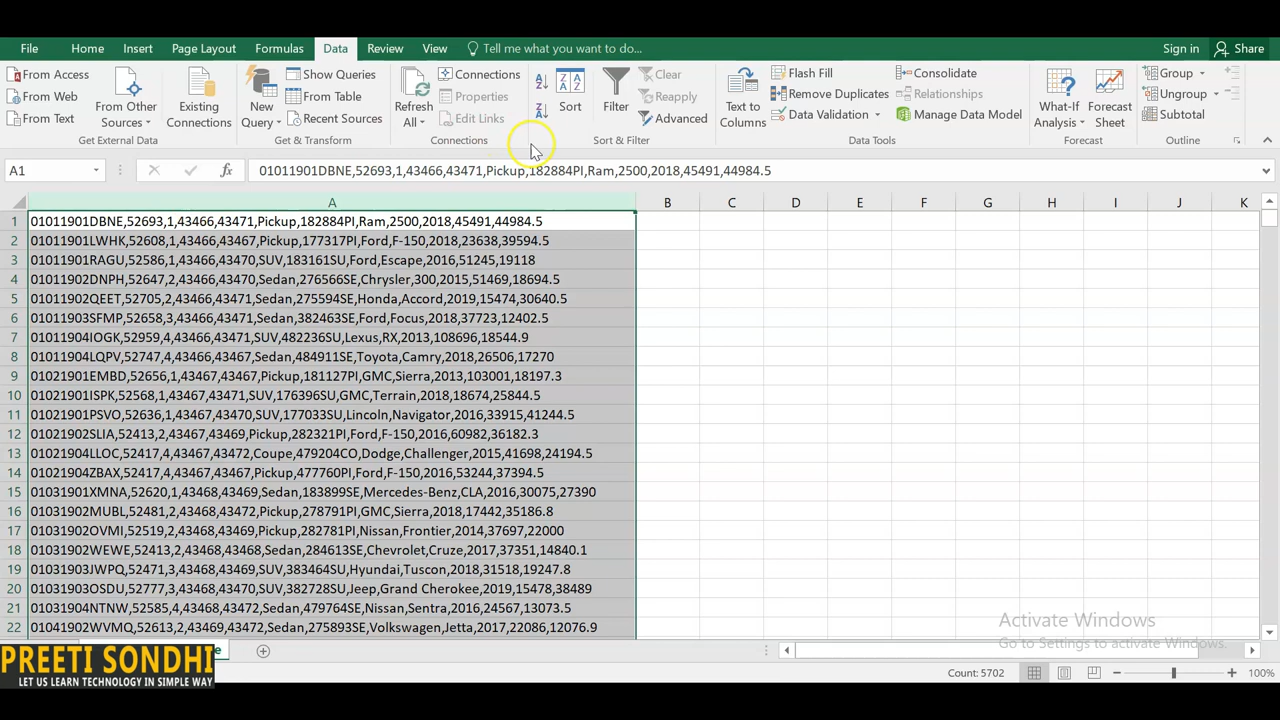 File Home Insert Page Layout Formulas Data Review View Tell me what you want to do... Sign in Share
From Access
From Web
From Text
From Other Sources
Existing Connections
Get External Data
New Query
Show Queries
From Table
Recent Sources
Get & Transform
Refresh All
Connections
Properties
Edit Links
Connections
Sort
Filter
Clear
Reapply
Advanced
Sort & Filter
Text to Columns
Flash Fill
Remove Duplicates
Data Validation
Consolidate
Relationships
Manage Data Model
Data Tools
What-If Analysis
Forecast Sheet
Forecast
Group
Ungroup
Subtotal
Outline
A1 fx 01011901DBNE,52693,1,43466,43471,Pickup,182884PI,Ram,2500,2018,45491,44984.5
A B C D E F G H I J K
1 01011901DBNE,52693,1,43466,43471,Pickup,182884PI,Ram,2500,2018,45491,44984.5
2 01011901LWHK,52608,1,43466,43467,Pickup,177317PI,Ford,F-150,2018,23638,39594.5
3 01011901RAGU,52586,1,43466,43470,SUV,183161SU,Ford,Escape,2016,51245,19118
4 01011902DNPH,52647,2,43466,43470,Sedan,276566SE,Chrysler,300,2015,51469,18694.5
5 01011902QEET,52705,2,43466,43471,Sedan,275594SE,Honda,Accord,2019,15474,30640.5
6 01011903SFMP,52658,3,43466,43471,Sedan,382463SE,Ford,Focus,2018,37723,12402.5
7 01011904IOGK,52959,4,43466,43471,SUV,482236SU,Lexus,RX,2013,108696,18544.9
8 01011904LQPV,52747,4,43466,43467,Sedan,484911SE,Toyota,Camry,2018,26506,17270
9 01021901EMBD,52656,1,43467,43467,Pickup,181127PI,GMC,Sierra,2013,103001,18197.3
10 01021901ISPK,52568,1,43467,43471,SUV,176396SU,GMC,Terrain,2018,18674,25844.5
11 01021901PSVO,52636,1,43467,43470,SUV,177033SU,Lincoln,Navigator,2016,33915,41244.5
12 01021902SLIA,52413,2,43467,43469,Pickup,282321PI,Ford,F-150,2016,60982,36182.3
13 01021904LLOC,52417,4,43467,43472,Coupe,479204CO,Dodge,Challenger,2015,41698,24194.5
14 01021904ZBAX,52417,4,43467,43467,Pickup,477760PI,Ford,F-150,2016,53244,37394.5
15 01031901XMNA,52620,1,43468,43469,Sedan,183899SE,Mercedes-Benz,CLA,2016,30075,27390
16 01031902MUBL,52481,2,43468,43472,Pickup,278791PI,GMC,Sierra,2018,17442,35186.8
17 01031902OVMI,52519,2,43468,43469,Pickup,282781PI,Nissan,Frontier,2014,37697,22000
18 01031902WEWE,52413,2,43468,43468,Sedan,284613SE,Chevrolet,Cruze,2017,37351,14840.1
19 01031903JWPQ,52471,3,43468,43469,SUV,383464SU,Hyundai,Tuscon,2018,31518,19247.8
20 01031903OSDU,52777,3,43468,43470,SUV,382728SU,Jeep,Grand Cherokee,2019,15478,38489
21 01031904NTNW,52585,4,43468,43472,Sedan,479764SE,Nissan,Sentra,2016,24567,13073.5
22 01041902WVMQ,52613,2,43469,43472,Sedan,275893SE,Volkswagen,Jetta,2017,22086,12076.9
Activate Windows
Go to Settings to activate Windows.
PREETI SONDHI
LET US LEARN TECHNOLOGY IN SIMPLE WAY
Count: 5702 100%